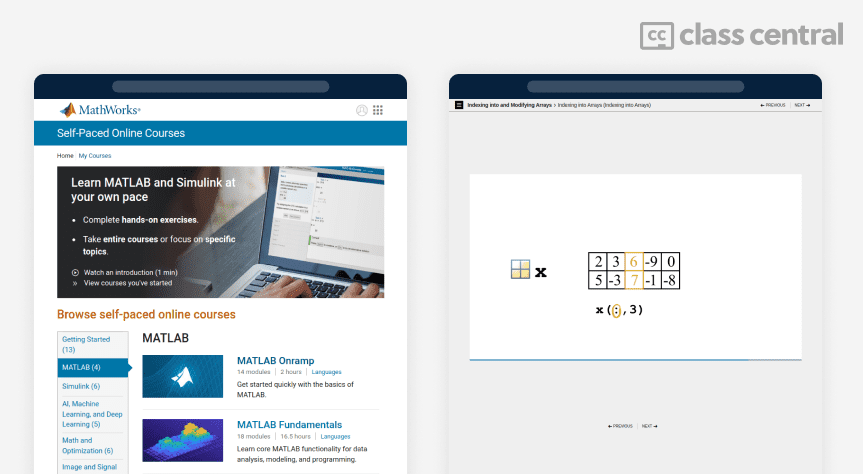 class central
MathWorks®
Self-Paced Online Courses
Home My Courses
Learn MATLAB and Simulink at
your own pace
• Complete hands-on exercises.
• Take entire courses or focus on specific
topics.
Watch an introduction (1 min)
» View courses you've started
Browse self-paced online courses
Getting Started
(13)
MATLAB (4)
Simulink (6)
AI, Machine
Learning, and Deep
Learning (5)
Math and
Optimization (6)
Image and Signal
MATLAB
MATLAB Onramp
14 modules | 2 hours | Languages
Get started quickly with the basics of
MATLAB.
MATLAB Fundamentals
18 modules | 16.5 hours | Languages
Learn core MATLAB functionality for data
analysis, modeling, and programming.
Indexing into and Modifying Arrays > Indexing into Arrays (Indexing into Arrays)
← PREVIOUS | NEXT →
x
2 3 6 -9 0
5 -3 7 -1 -8
x(:,3)
← PREVIOUS | NEXT →